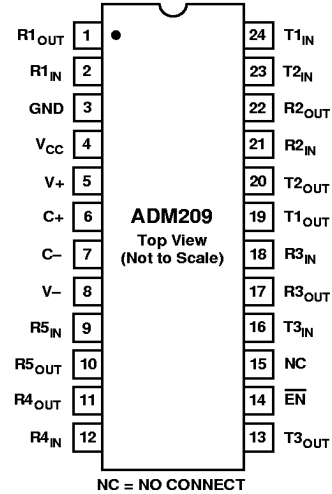 R1OUT 1 24 T1IN
R1IN 2 23 T2IN
GND 3 22 R2OUT
VCC 4 21 R2IN
V+ 5 20 T2OUT
C+ 6 19 T1OUT
C– 7 18 R3IN
V– 8 17 R3OUT
R5IN 9 16 T3IN
R5OUT 10 15 NC
R4OUT 11 14 E̅N̅
R4IN 12 13 T3OUT
ADM209
Top View
(Not to Scale)
NC = NO CONNECT